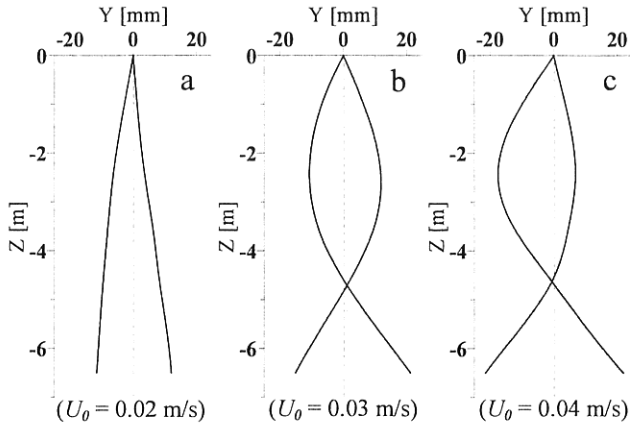 Y [mm] Y [mm] Y [mm]
-20 0 20 -20 0 20 -20 0 20
0 a 0 b 0 c
-2 -2 -2
Z [m] Z [m] Z [m]
-4 -4 -4
-6 -6 -6
(U₀ = 0.02 m/s) (U₀ = 0.03 m/s) (U₀ = 0.04 m/s)